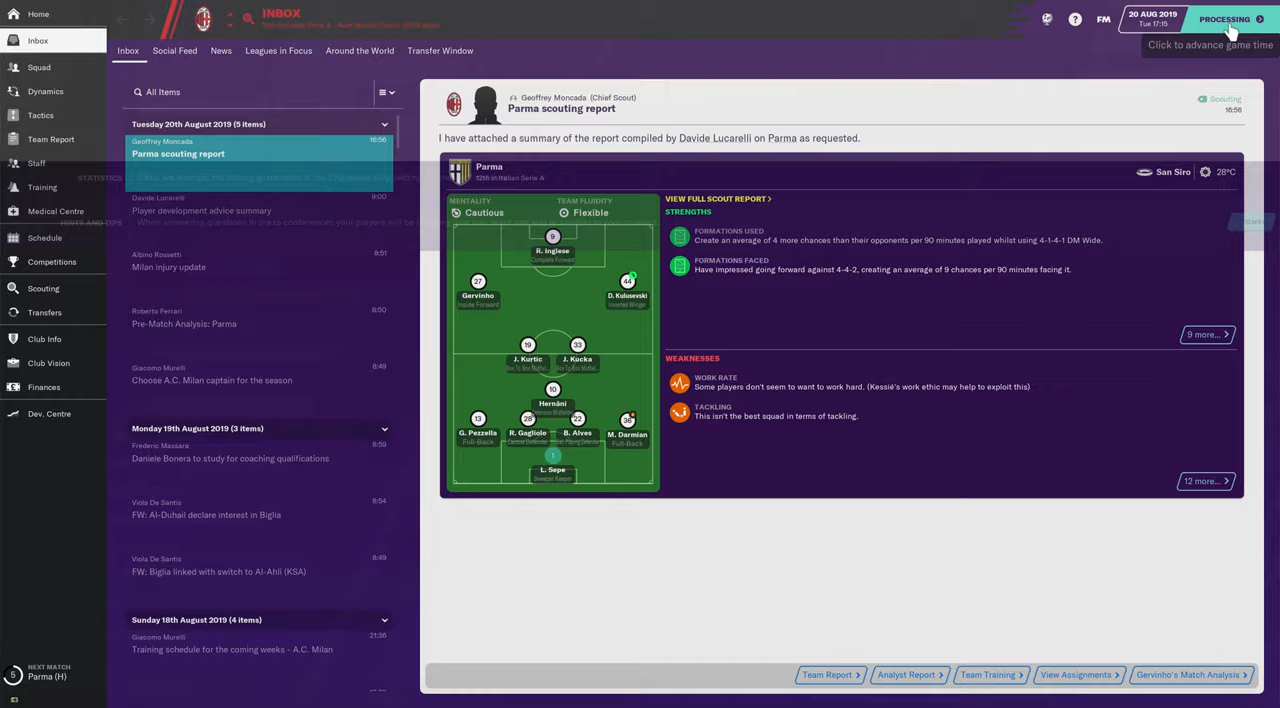 Home
INBOX
20 AUG 2019
Tue 17:15
PROCESSING
FM
Click to advance game time
Inbox
Squad
Dynamics
Tactics
Team Report
Staff
Training
Medical Centre
Schedule
Competitions
Scouting
Transfers
Club Info
Club Vision
Finances
Dev. Centre
5
NEXT MATCH
Parma (H)
Inbox Social Feed News Leagues in Focus Around the World Transfer Window
All Items
Tuesday 20th August 2019 (5 items)
Geoffrey Moncada 16:56
Parma scouting report
STATISTICS
HINTS AND TIPS
Davide Lucarelli 9:00
Player development advice summary
Albino Rossetti 8:51
Milan injury update
Roberto Ferrari 8:50
Pre-Match Analysis: Parma
Giacomo Murelli 8:49
Choose A.C. Milan captain for the season
Monday 19th August 2019 (3 items)
Frederic Massara 8:59
Daniele Bonera to study for coaching qualifications
Viola De Santis 8:54
FW: Al-Duhail declare interest in Biglia
Viola De Santis 8:49
FW: Biglia linked with switch to Al-Ahli (KSA)
Sunday 18th August 2019 (4 items)
Giacomo Murelli 21:36
Training schedule for the coming weeks - A.C. Milan
Geoffrey Moncada (Chief Scout)
Parma scouting report
Scouting
16:56
I have attached a summary of the report compiled by Davide Lucarelli on Parma as requested.
Parma
12th in Italian Serie A
San Siro 28°C
MENTALITY
Cautious
TEAM FLUIDITY
Flexible
9
R. Inglese
Complete Forward
27
Gervinho
Inside Forward
44
D. Kulusevski
Inverted Winger
19
J. Kurtic
33
J. Kucka
10
Hernâni
13
G. Pezzella
Full-Back
28
R. Gagliolo
22
B. Alves
36
M. Darmian
Full-Back
1
L. Sepe
Sweeper Keeper
VIEW FULL SCOUT REPORT >
STRENGTHS
FORMATIONS USED
Create an average of 4 more chances than their opponents per 90 minutes played whilst using 4-1-4-1 DM Wide.
FORMATIONS FACED
Have impressed going forward against 4-4-2, creating an average of 9 chances per 90 minutes facing it.
9 more... >
WEAKNESSES
WORK RATE
Some players don't seem to want to work hard. (Kessié's work ethic may help to exploit this)
TACKLING
This isn't the best squad in terms of tackling.
12 more... >
Team Report > Analyst Report > Team Training > View Assignments > Gervinho's Match Analysis >